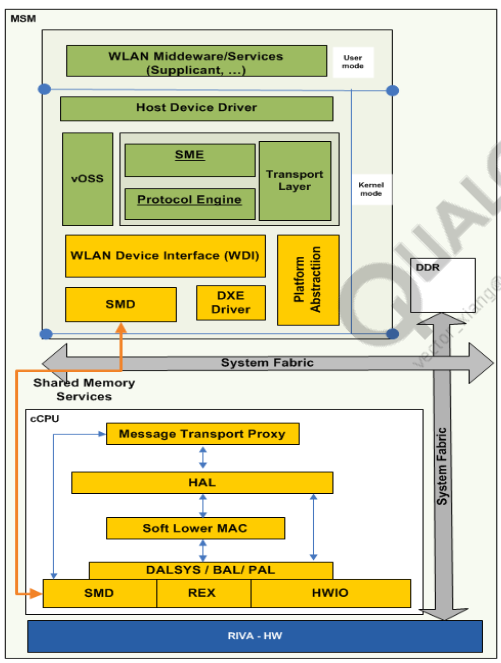 MSM
WLAN Middeware/Services
(Supplicant, ...)
User
mode
Host Device Driver
vOSS
SME
Protocol Engine
Transport
Layer
Kernel
mode
WLAN Device Interface (WDI)
Platform
Abstractiion
SMD
DXE
Driver
DDR
System Fabric
Shared Memory
Services
System Fabric
cCPU
Message Transport Proxy
HAL
Soft Lower MAC
DALSYS / BAL/ PAL
SMD
REX
HWIO
RIVA - HW